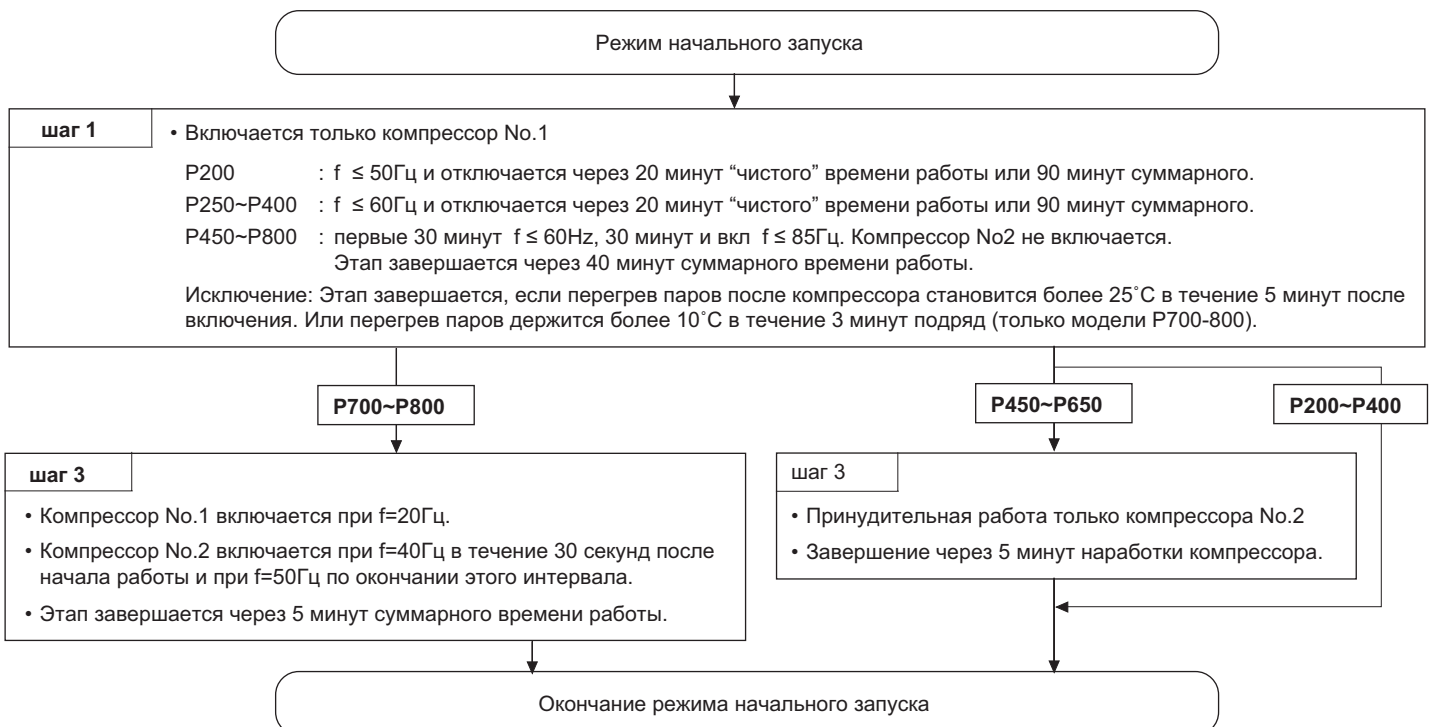 Режим начального запуска
шаг 1
• Включается только компрессор No.1
P200 : f ≤ 50Гц и отключается через 20 минут “чистого” времени работы или 90 минут суммарного.
P250~P400 : f ≤ 60Гц и отключается через 20 минут “чистого” времени работы или 90 минут суммарного.
P450~P800 : первые 30 минут f ≤ 60Hz, 30 минут и вкл f ≤ 85Гц. Компрессор No2 не включается.
Этап завершается через 40 минут суммарного времени работы.
Исключение: Этап завершается, если перегрев паров после компрессора становится более 25˚C в течение 5 минут после
включения. Или перегрев паров держится более 10˚C в течение 3 минут подряд (только модели P700-800).
P700~P800
P450~P650
P200~P400
шаг 3
• Компрессор No.1 включается при f=20Гц.
• Компрессор No.2 включается при f=40Гц в течение 30 секунд после
начала работы и при f=50Гц по окончании этого интервала.
• Этап завершается через 5 минут суммарного времени работы.
шаг 3
• Принудительная работа только компрессора No.2
• Завершение через 5 минут наработки компрессора.
Окончание режима начального запуска